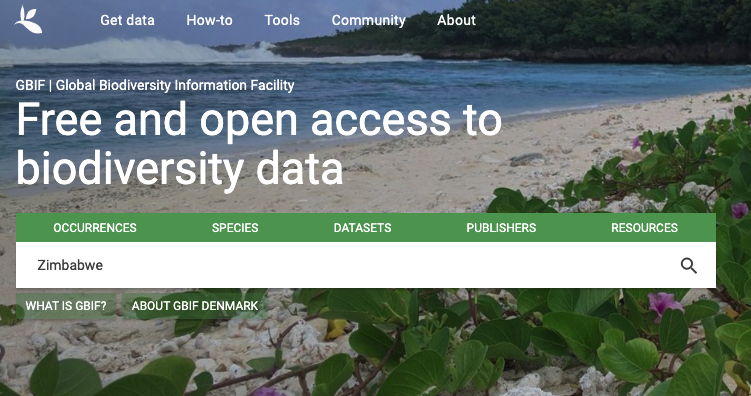 Get data How-to Tools Community About
GBIF | Global Biodiversity Information Facility
Free and open access to
biodiversity data
OCCURRENCES SPECIES DATASETS PUBLISHERS RESOURCES
Zimbabwe
WHAT IS GBIF? ABOUT GBIF DENMARK